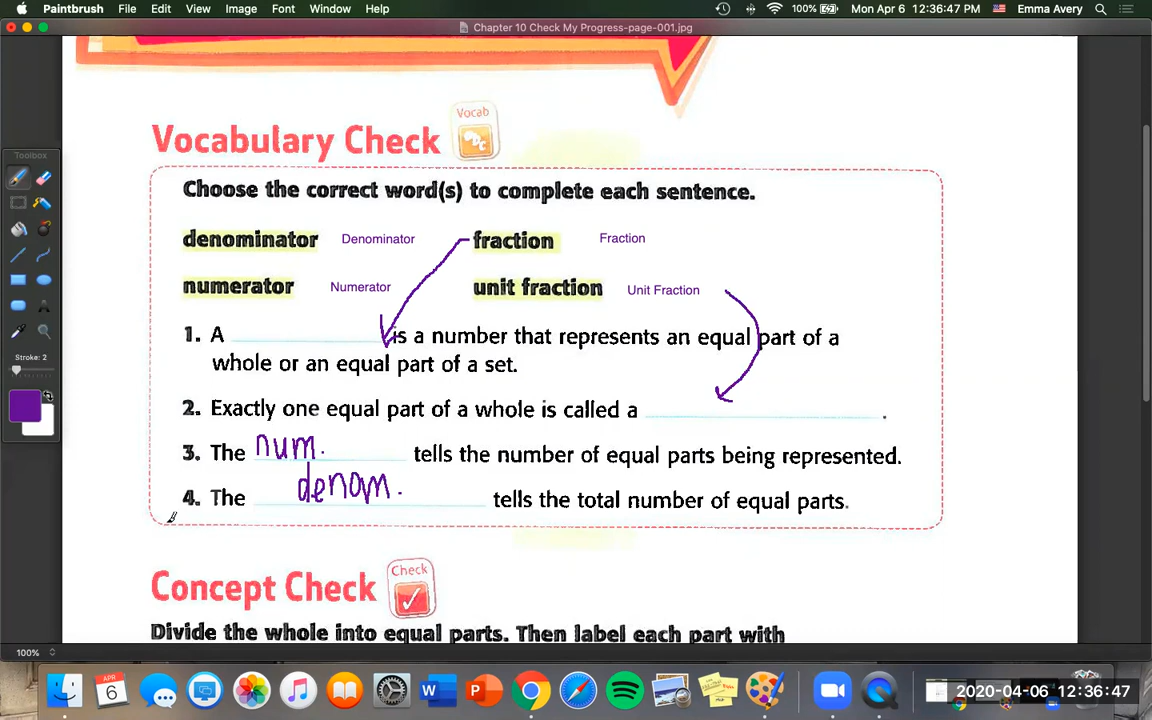 Paintbrush File Edit View Image Font Window Help 100% Mon Apr 6 12:36:47 PM Emma Avery
Chapter 10 Check My Progress-page-001.jpg
Vocabulary Check
Vocab
Choose the correct word(s) to complete each sentence.
denominator Denominator fraction Fraction
numerator Numerator unit fraction Unit Fraction
1. A is a number that represents an equal part of a
whole or an equal part of a set.
2. Exactly one equal part of a whole is called a .
3. The num. tells the number of equal parts being represented.
4. The denom. tells the total number of equal parts.
Concept Check
Check
Divide the whole into equal parts. Then label each part with
Toolbox
Stroke: 2
100%
APR
6
W
P
2020-04-06 12:36:47